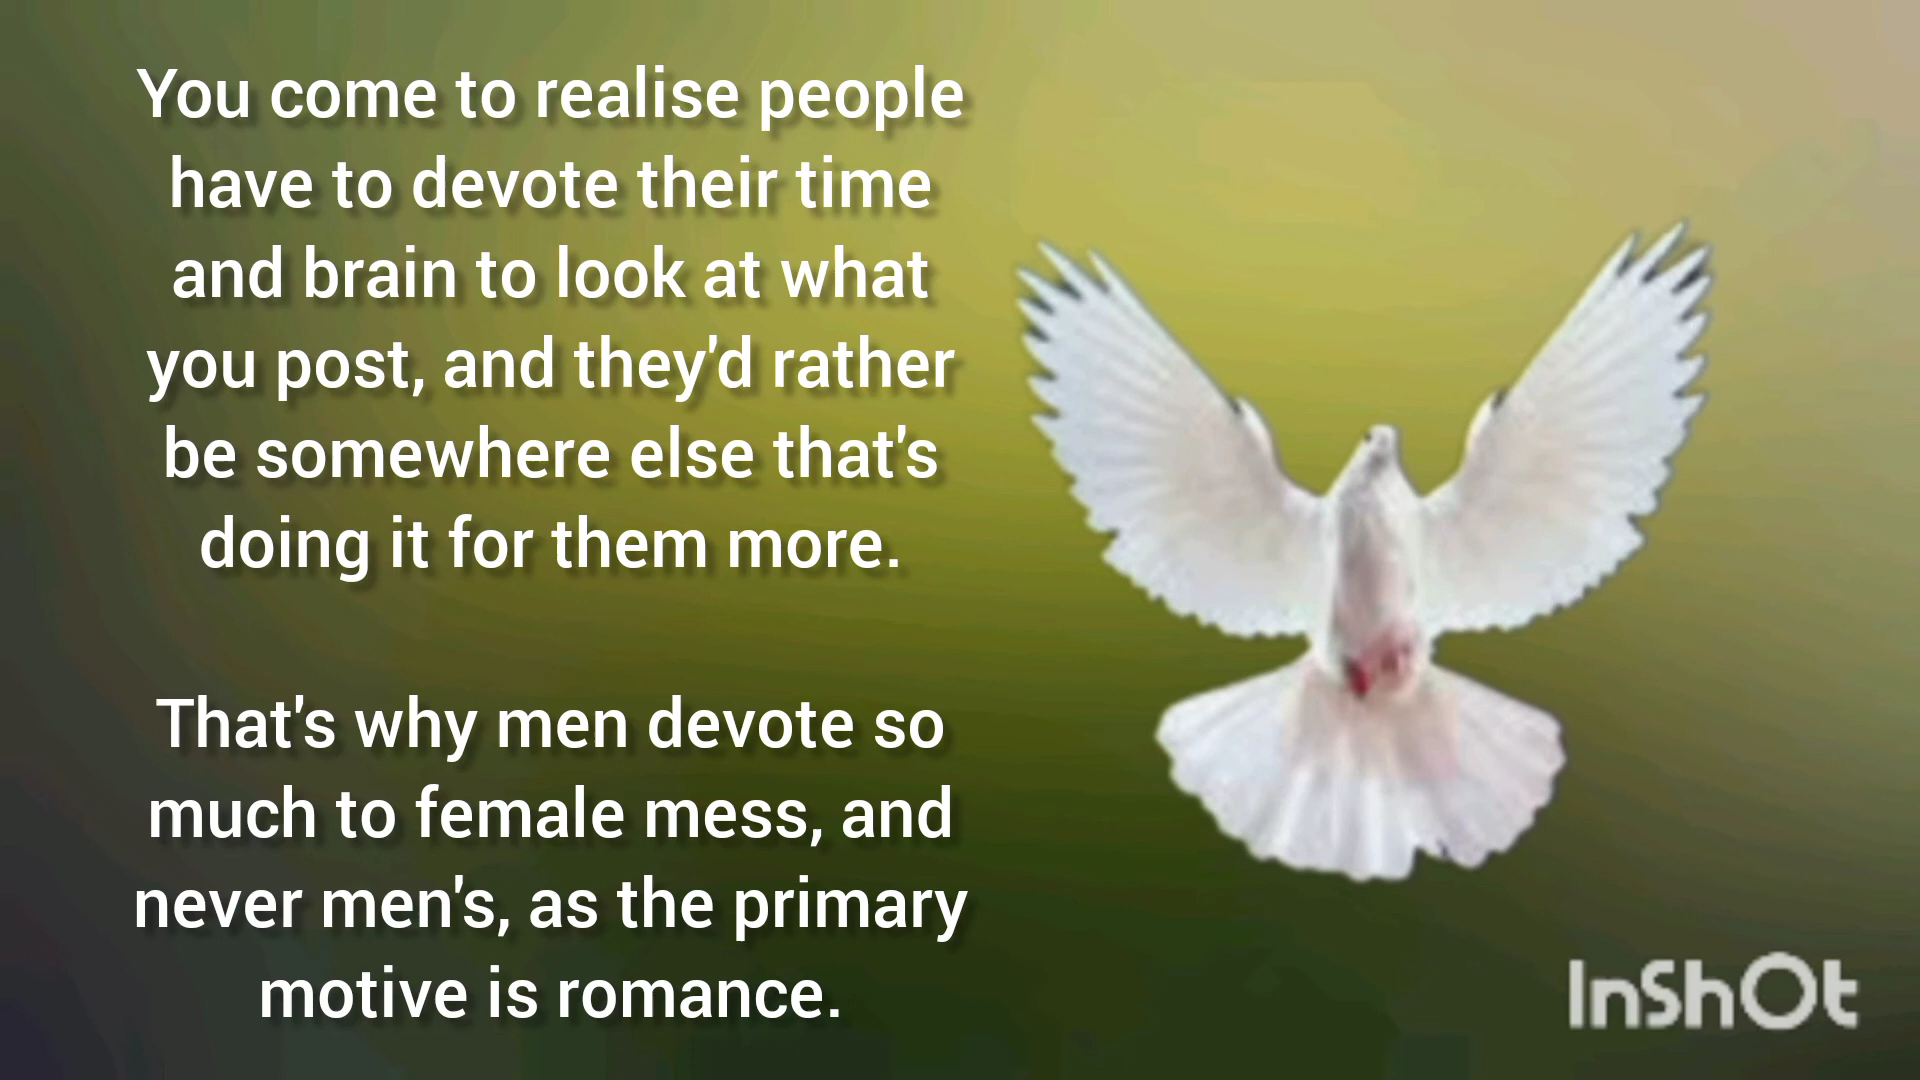 You come to realise people
have to devote their time
and brain to look at what
you post, and they'd rather
be somewhere else that's
doing it for them more.
That's why men devote so
much to female mess, and
never men's, as the primary
motive is romance.
InShOt